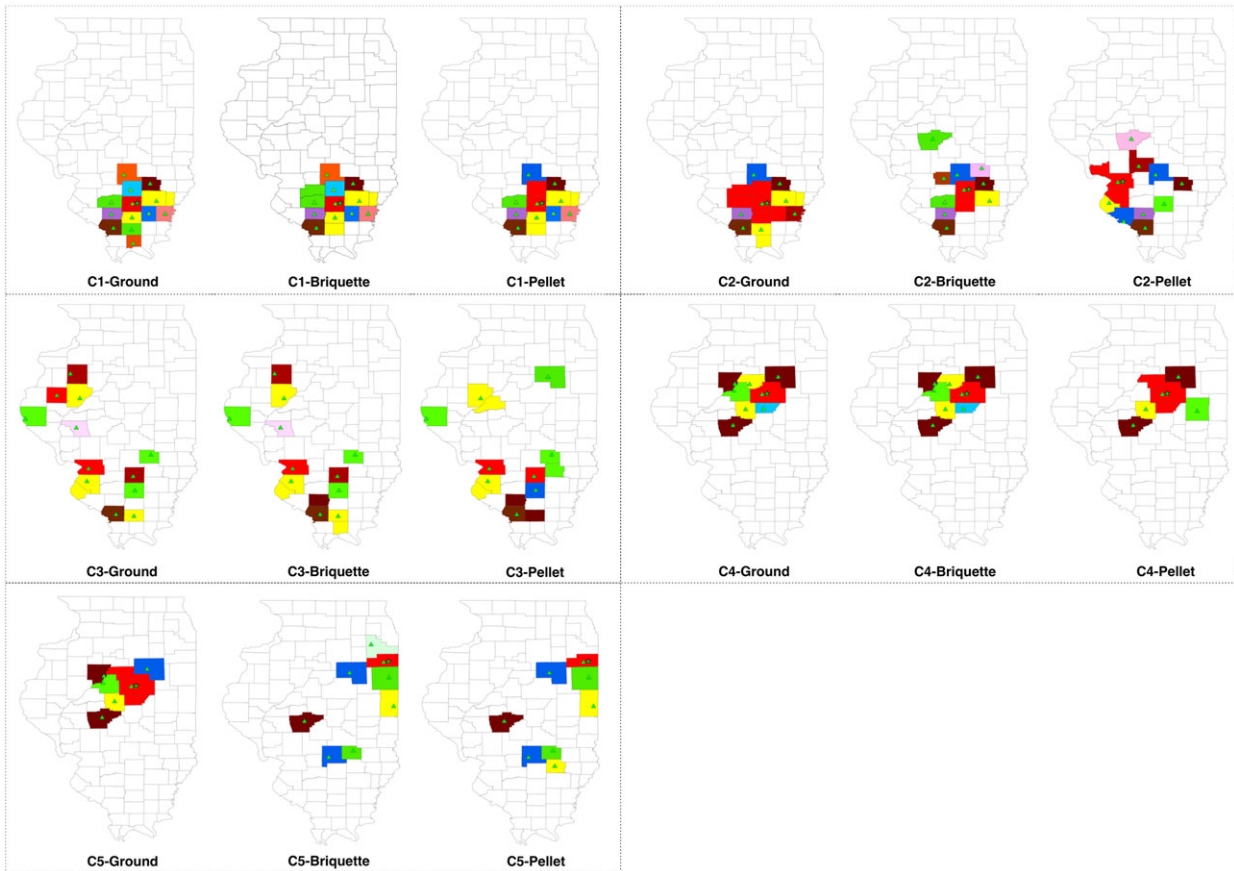 C1-Ground C1-Briquette C1-Pellet C2-Ground C2-Briquette C2-Pellet
C3-Ground C3-Briquette C3-Pellet C4-Ground C4-Briquette C4-Pellet
C5-Ground C5-Briquette C5-Pellet